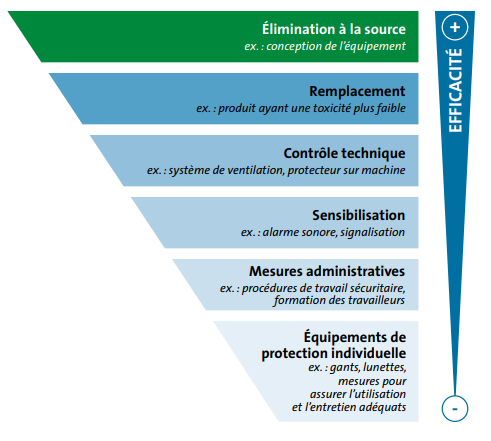 Élimination à la source
ex. : conception de l'équipement
Remplacement
ex. : produit ayant une toxicité plus faible
Contrôle technique
ex. : système de ventilation, protecteur sur machine
Sensibilisation
ex. : alarme sonore, signalisation
Mesures administratives
ex. : procédures de travail sécuritaire,
formation des travailleurs
Équipements de
protection individuelle
ex. : gants, lunettes,
mesures pour
assurer l'utilisation
et l'entretien adéquats
+
EFFICACITÉ
-